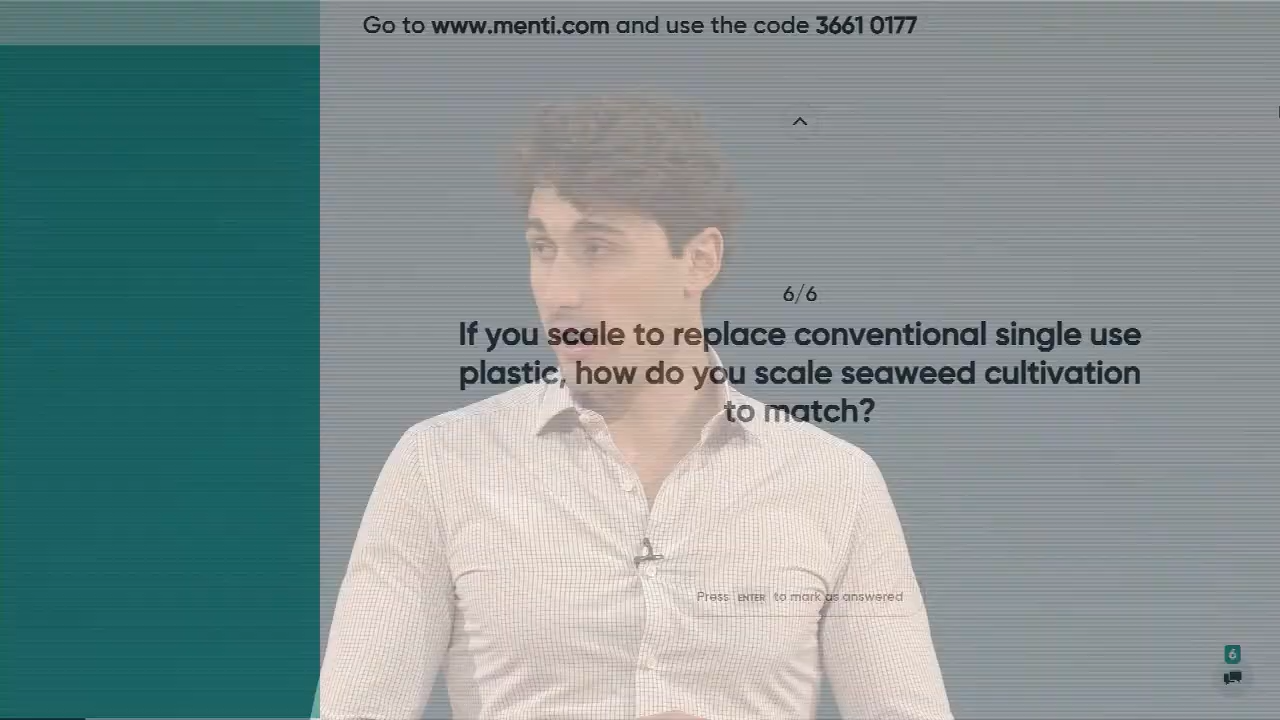 Go to www.menti.com and use the code 3661 0177
6/6
If you scale to replace conventional single use
plastic, how do you scale seaweed cultivation
to match?
Press ENTER to mark as answered
6